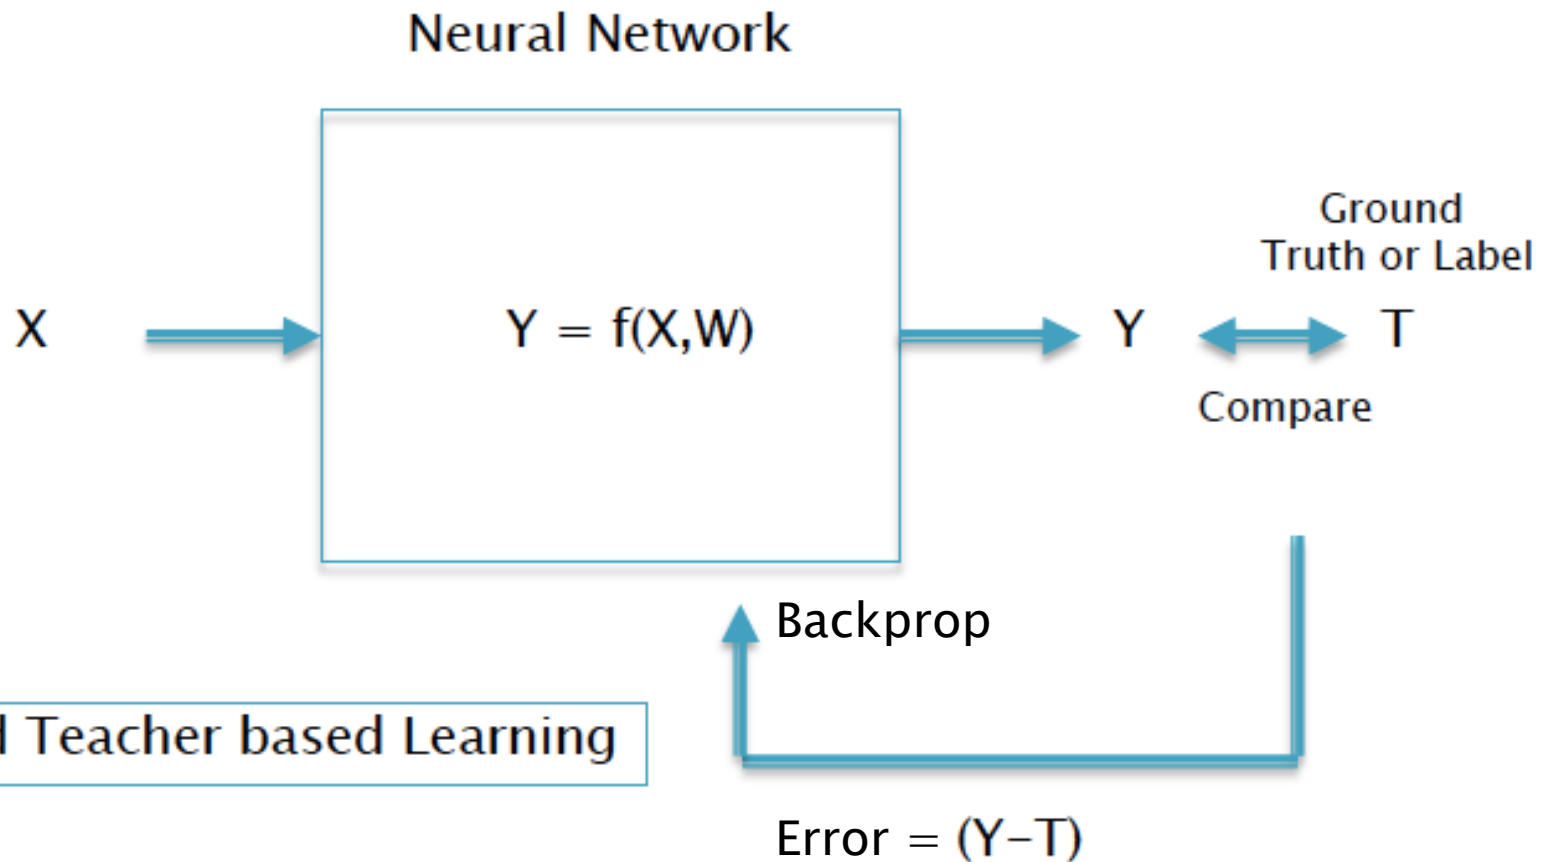 Neural Network
Ground
Truth or Label
X
Y = f(X,W)
Y
T
Compare
Backprop
Teacher based Learning
Error = (Y-T)